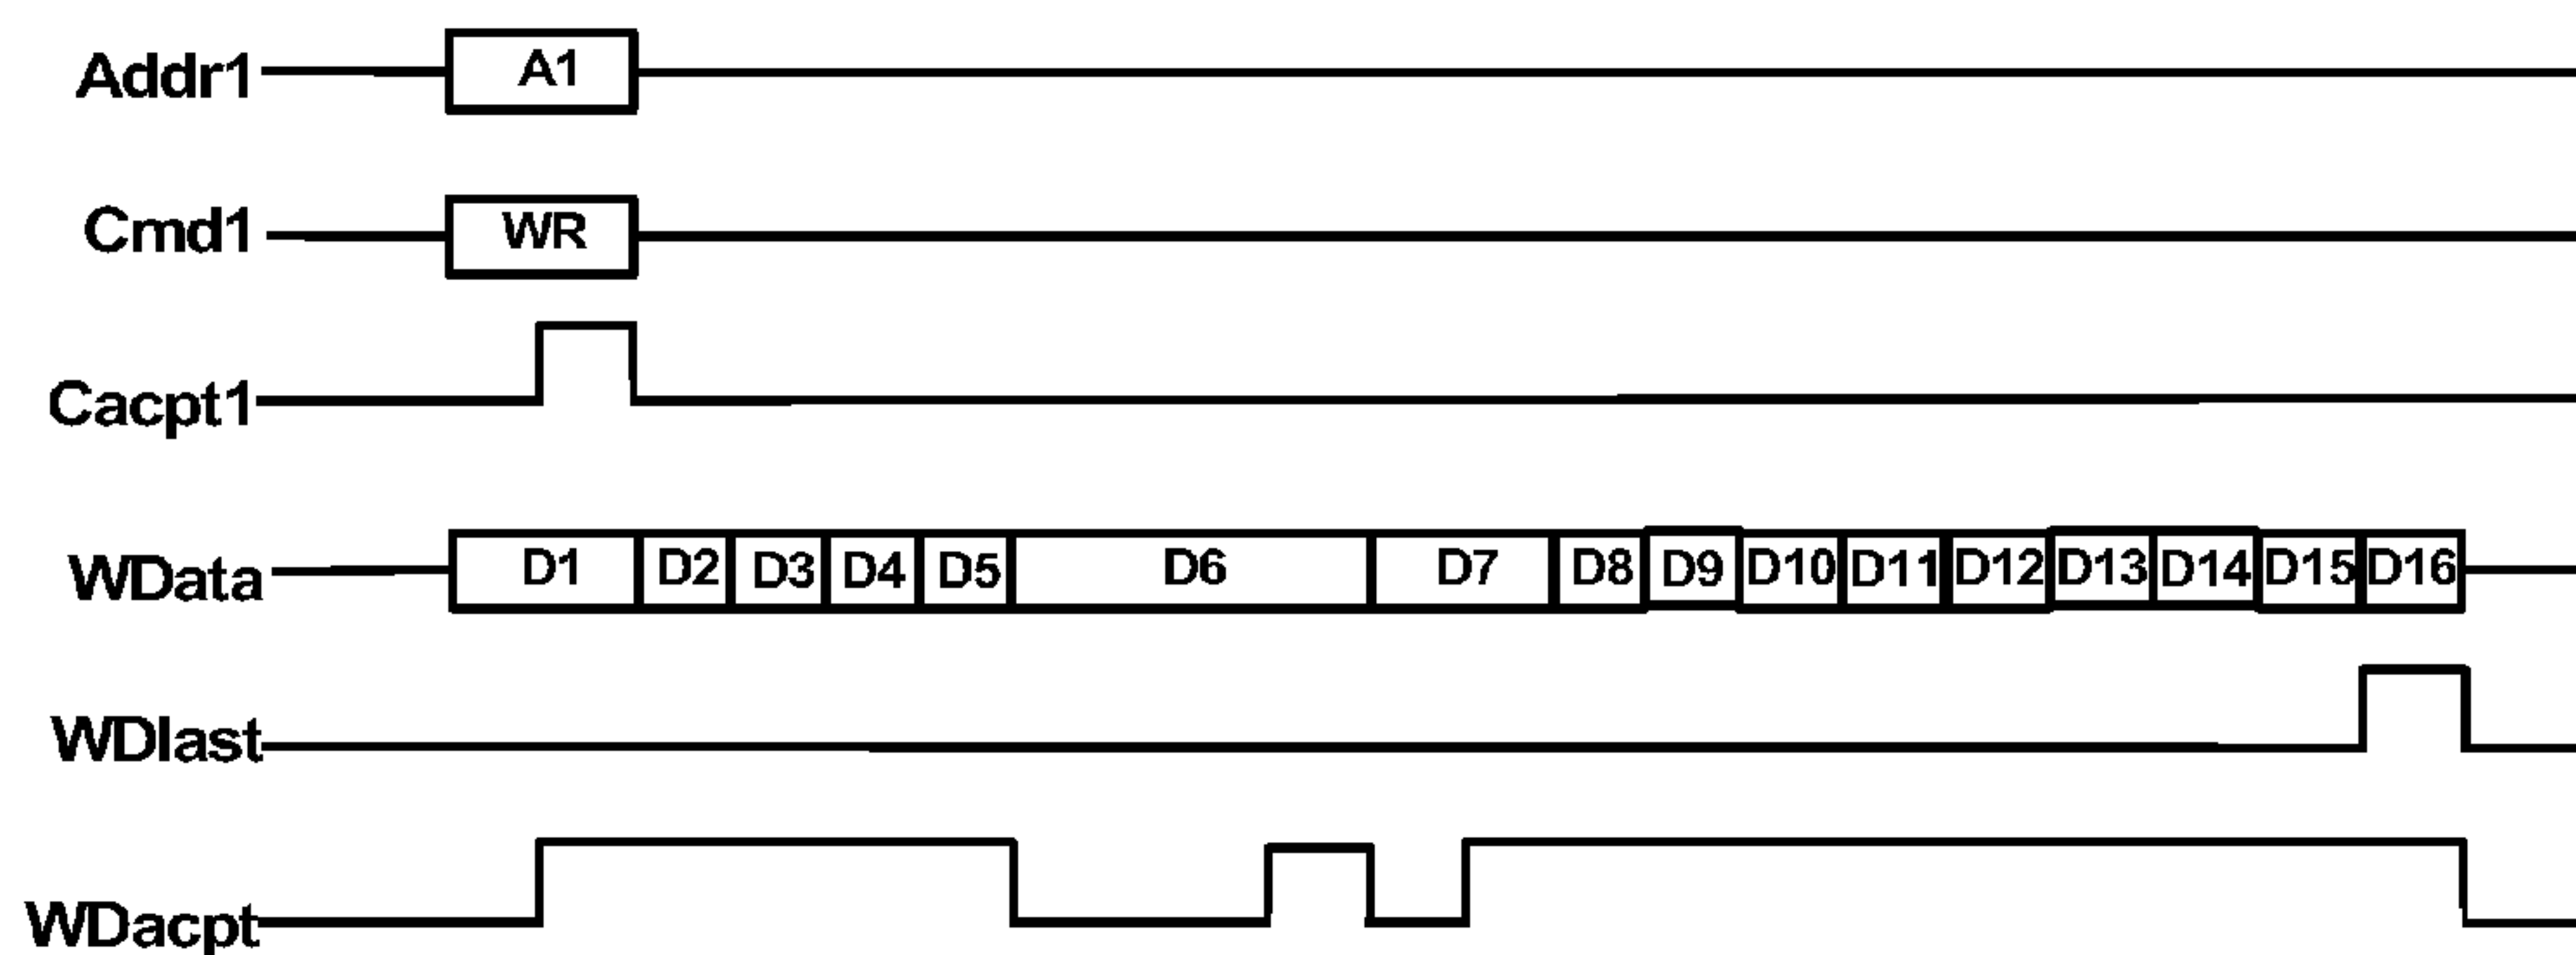 Addr1 A1
Cmd1 WR
Cacpt1
WData D1 D2 D3 D4 D5 D6 D7 D8 D9 D10 D11 D12 D13 D14 D15 D16
WDlast
WDacpt